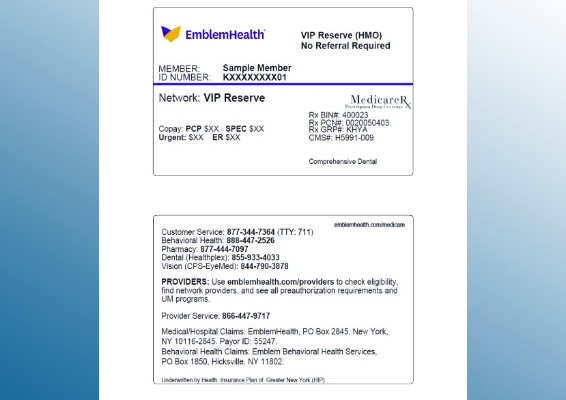 EmblemHealth®
VIP Reserve (HMO)
No Referral Required
MEMBER: Sample Member
ID NUMBER: KXXXXXXXX01
Network: VIP Reserve
MedicareRx
Prescription Drug Coverage
Rx BIN#: 400023
Rx PCN#: 0020050403
Rx GRP#: KHYA
CMS#: H5991-009
Copay: PCP $XX SPEC $XX
Urgent: $XX ER $XX
Comprehensive Dental
emblemhealth.com/medicare
Customer Service: 877-344-7364 (TTY: 711)
Behavioral Health: 888-447-2526
Pharmacy: 877-444-7097
Dental (Healthplex): 855-933-4033
Vision (CPS-EyeMed): 844-790-3878
PROVIDERS: Use emblemhealth.com/providers to check eligibility,
find network providers, and see all preauthorization requirements and
UM programs.
Provider Service: 866-447-9717
Medical/Hospital Claims: EmblemHealth, PO Box 2845, New York,
NY 10116-2845. Payor ID: 55247.
Behavioral Health Claims: Emblem Behavioral Health Services,
PO Box 1850, Hicksville, NY 11802.
Underwritten by Health Insurance Plan of Greater New York (HIP)